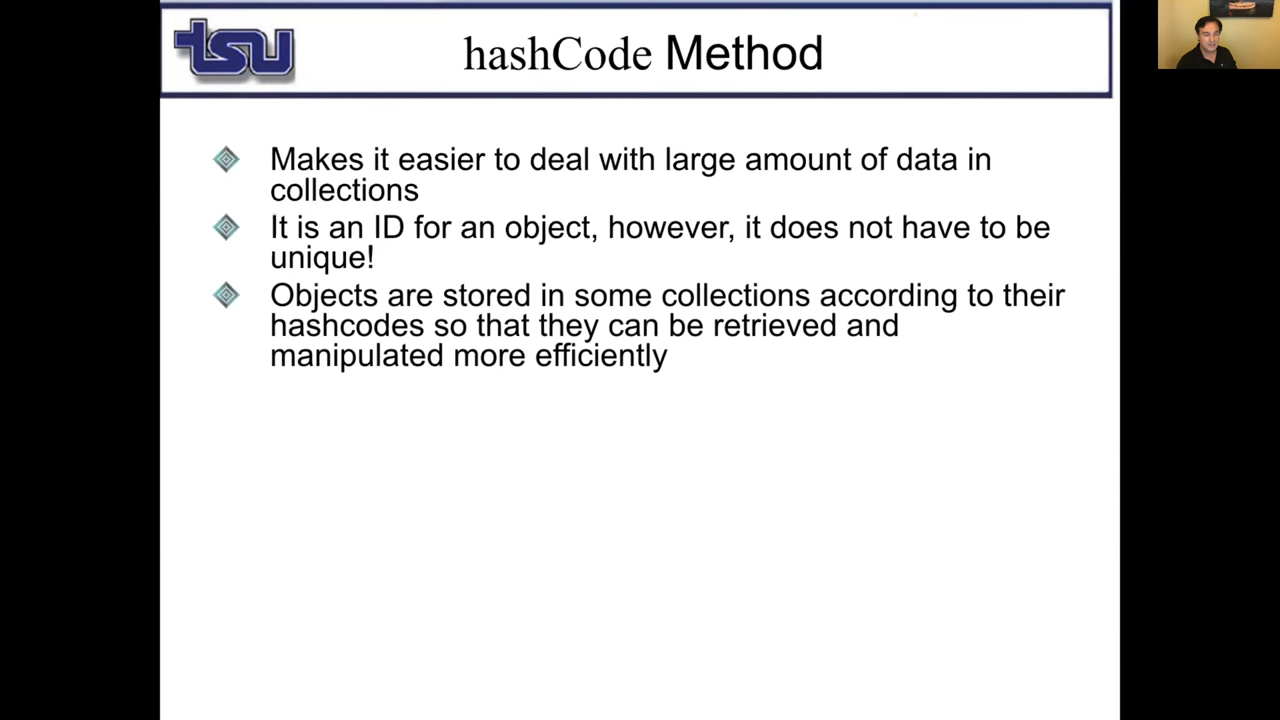 tsu
hashCode Method
Makes it easier to deal with large amount of data in
collections
It is an ID for an object, however, it does not have to be
unique!
Objects are stored in some collections according to their
hashcodes so that they can be retrieved and
manipulated more efficiently